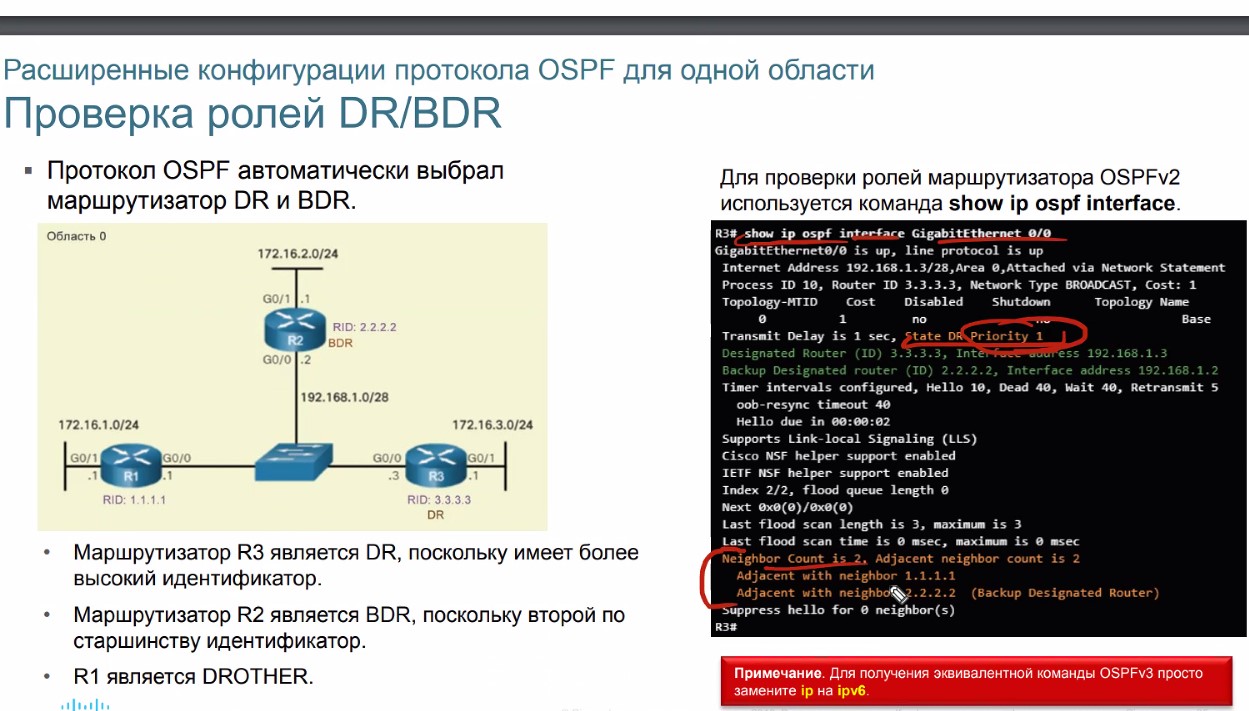 Расширенные конфигурации протокола OSPF для одной области
Проверка ролей DR/BDR
▪ Протокол OSPF автоматически выбрал
маршрутизатор DR и BDR.
Область 0
172.16.2.0/24
G0/1 .1
RID: 2.2.2.2
R2
BDR
G0/0 .2
192.168.1.0/28
172.16.1.0/24
172.16.3.0/24
G0/1 G0/0
G0/0 G0/1
.1 R1 .1
.3 R3 .1
RID: 1.1.1.1
RID: 3.3.3.3
DR
• Маршрутизатор R3 является DR, поскольку имеет более
высокий идентификатор.
• Маршрутизатор R2 является BDR, поскольку второй по
старшинству идентификатор.
• R1 является DROTHER.
Для проверки ролей маршрутизатора OSPFv2
используется команда show ip ospf interface.
R3# show ip ospf interface GigabitEthernet 0/0
GigabitEthernet0/0 is up, line protocol is up
Internet Address 192.168.1.3/28,Area 0,Attached via Network Statement
Process ID 10, Router ID 3.3.3.3, Network Type BROADCAST, Cost: 1
Topology-MTID Cost Disabled Shutdown Topology Name
0 1 no no Base
Transmit Delay is 1 sec, State DR Priority 1
Designated Router (ID) 3.3.3.3, Interface address 192.168.1.3
Backup Designated router (ID) 2.2.2.2, Interface address 192.168.1.2
Timer intervals configured, Hello 10, Dead 40, Wait 40, Retransmit 5
oob-resync timeout 40
Hello due in 00:00:02
Supports Link-local Signaling (LLS)
Cisco NSF helper support enabled
IETF NSF helper support enabled
Index 2/2, flood queue length 0
Next 0x0(0)/0x0(0)
Last flood scan length is 3, maximum is 3
Last flood scan time is 0 msec, maximum is 0 msec
Neighbor Count is 2, Adjacent neighbor count is 2
Adjacent with neighbor 1.1.1.1
Adjacent with neighbor 2.2.2.2 (Backup Designated Router)
Suppress hello for 0 neighbor(s)
R3#
Примечание. Для получения эквивалентной команды OSPFv3 просто
замените ip на ipv6.